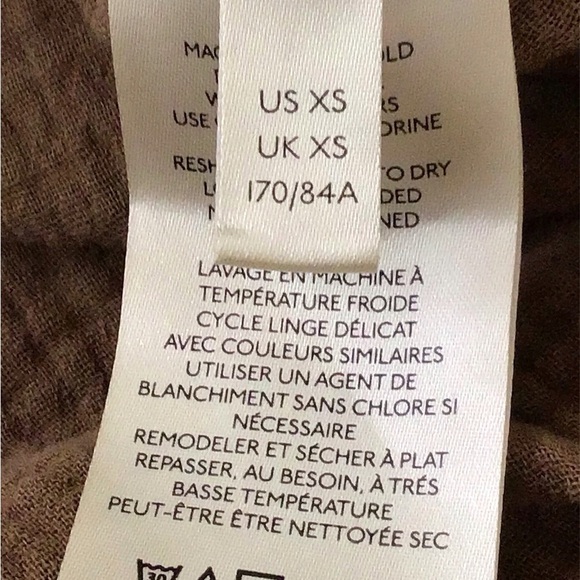 US XS
UK XS
170/84A
USE
ORINE
TO DRY
LAVAGE EN MACHINE À
TEMPÉRATURE FROIDE
CYCLE LINGE DÉLICAT
AVEC COULEURS SIMILAIRES
UTILISER UN AGENT DE
BLANCHIMENT SANS CHLORE SI
NÉCESSAIRE
REMODELER ET SÉCHER À PLAT
REPASSER, AU BESOIN, À TRÉS
BASSE TEMPÉRATURE
PEUT-ÊTRE ÊTRE NETTOYÉE SEC
30